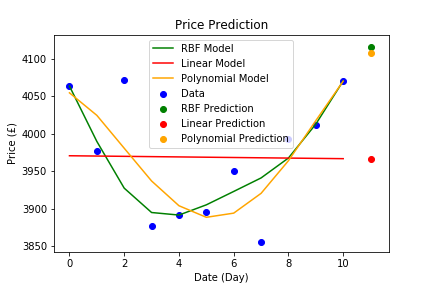 Price Prediction
Price (£)
4100
4050
4000
3950
3900
3850
RBF Model
Linear Model
Polynomial Model
Data
RBF Prediction
Linear Prediction
Polynomial Prediction
0 2 4 6 8 10
Date (Day)